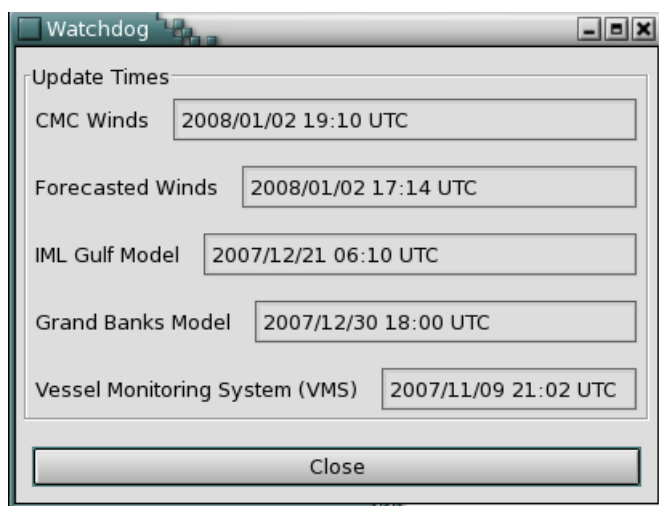 Watchdog
Update Times
CMC Winds 2008/01/02 19:10 UTC
Forecasted Winds 2008/01/02 17:14 UTC
IML Gulf Model 2007/12/21 06:10 UTC
Grand Banks Model 2007/12/30 18:00 UTC
Vessel Monitoring System (VMS) 2007/11/09 21:02 UTC
Close